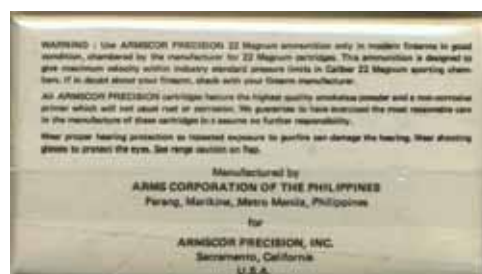 WARNING : Use ARMSCOR PRECISION 22 Magnum ammunition only in modern firearms in good
condition, chambered by the manufacturer for 22 Magnum cartridges. This ammunition is designed to
give maximum velocity within industry standard pressure limits in Caliber 22 Magnum sporting cham-
bers. If in doubt about your firearm, check with your firearm manufacturer.
All ARMSCOR PRECISION cartridges feature the highest quality smokeless powder and a non-corrosive
primer which will not cause rust or corrosion. We guarantee to have exercised the most reasonable care
in the manufacture of these cartridges assume no further responsibility.
Wear proper hearing protection as repeated exposure to gunfire can damage the hearing. Wear shooting
glasses to protect the eyes. See range caution on flap.
Manufactured by
ARMS CORPORATION OF THE PHILIPPINES
Parang, Marikina, Metro Manila, Philippines
for
ARMSCOR PRECISION, INC.
Sacramento, California
U.S.A.